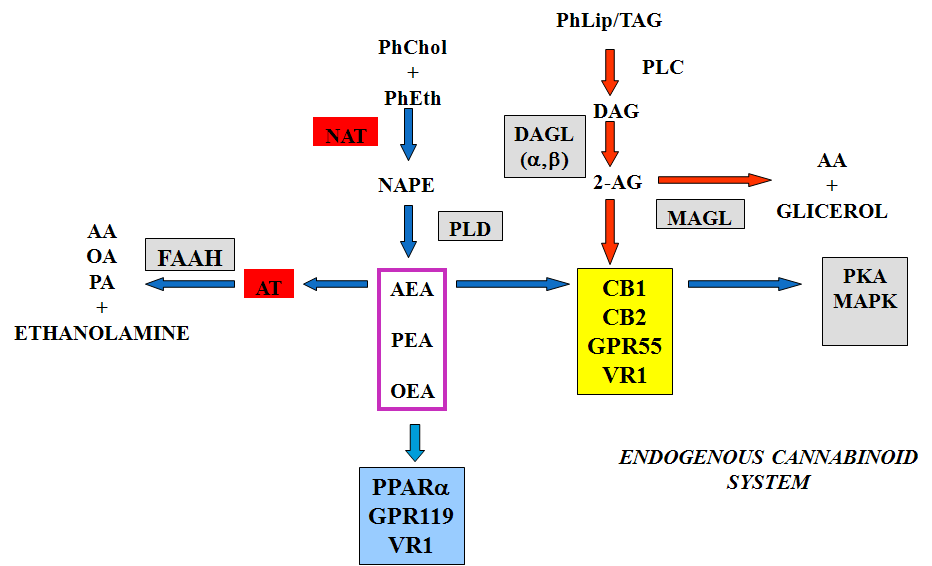 PhLip/TAG
PhChol
+
PhEth
PLC
DAG
NAT
DAGL
(α,β)
NAPE
2-AG
AA
+
GLICEROL
MAGL
PLD
AA
OA
PA
+
ETHANOLAMINE
FAAH
AT
AEA
PEA
OEA
CB1
CB2
GPR55
VR1
PKA
MAPK
ENDOGENOUS CANNABINOID
SYSTEM
PPARα
GPR119
VR1